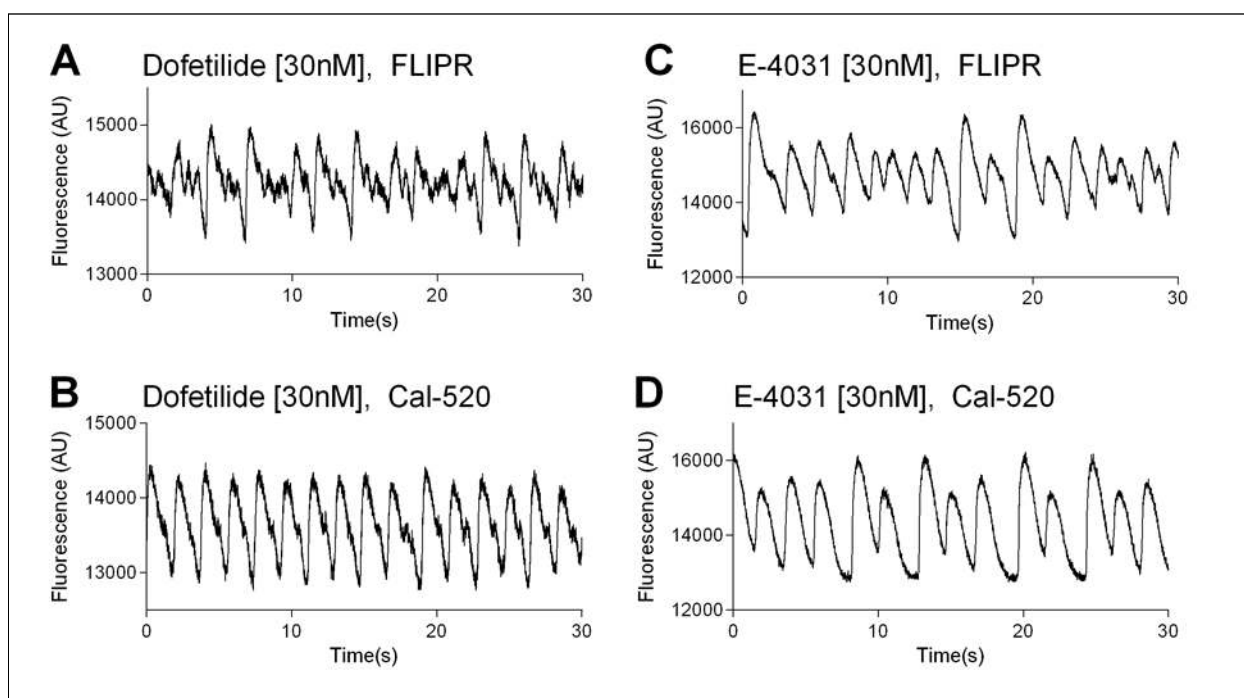 A
Dofetilide [30nM], FLIPR
Fluorescence (AU)
15000
14000
13000
0 10 20 30
Time(s)
C
E-4031 [30nM], FLIPR
Fluorescence (AU)
16000
14000
12000
0 10 20 30
Time(s)
B
Dofetilide [30nM], Cal-520
Fluorescence (AU)
15000
14000
13000
0 10 20 30
Time(s)
D
E-4031 [30nM], Cal-520
Fluorescence (AU)
16000
14000
12000
0 10 20 30
Time(s)